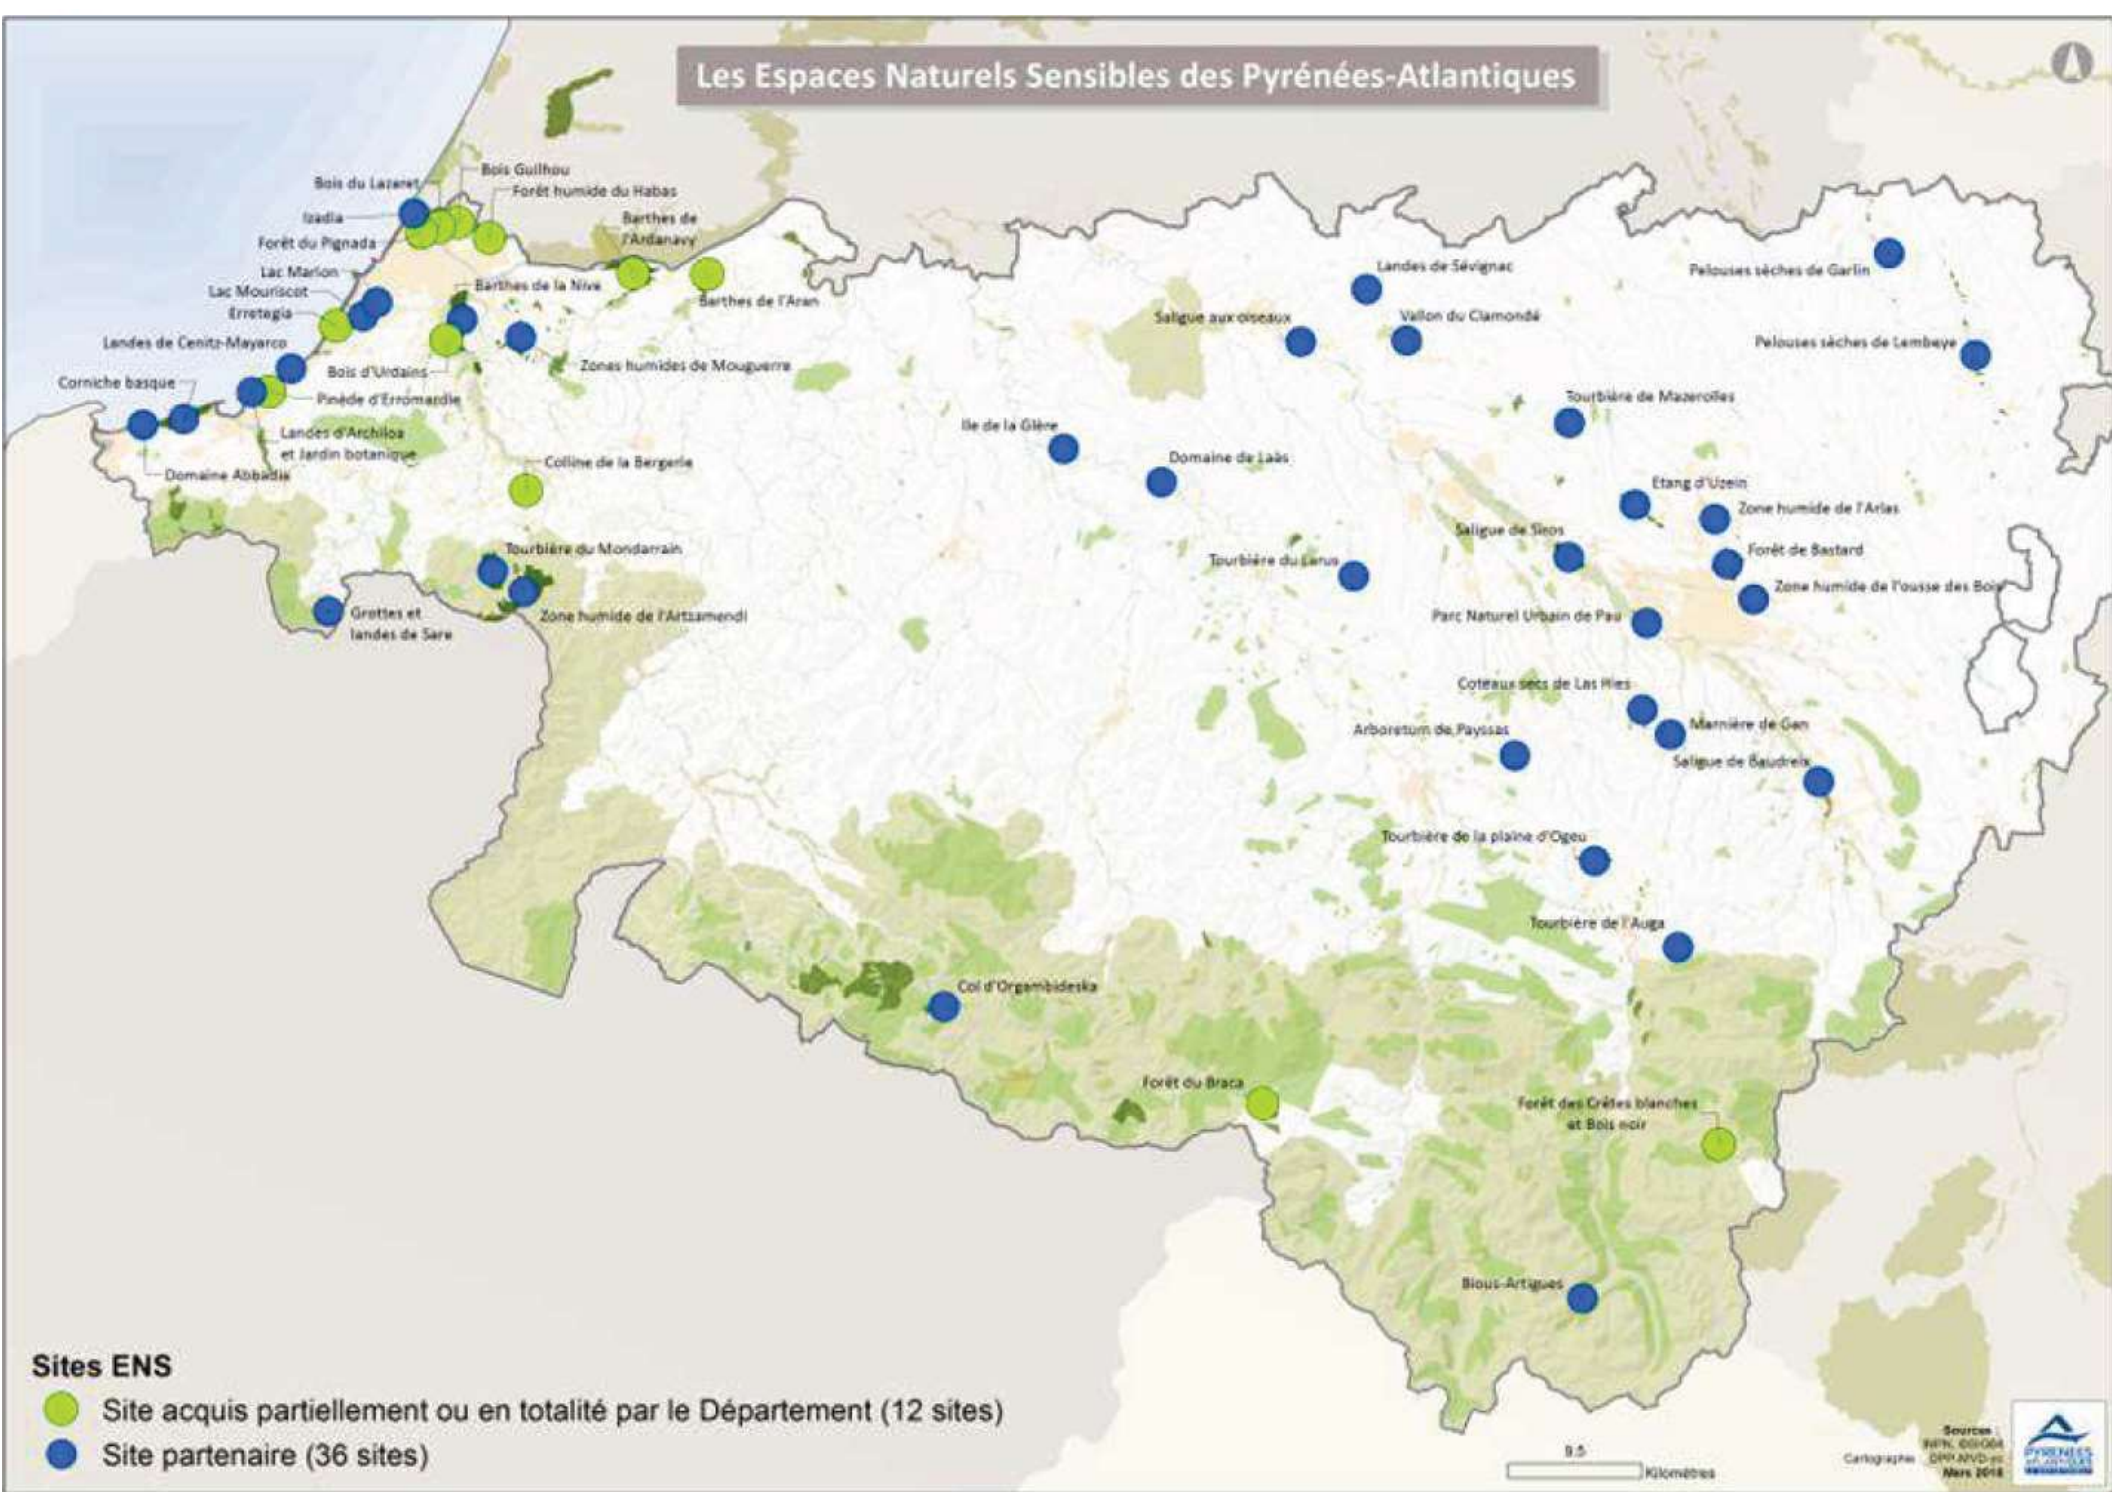 Les Espaces Naturels Sensibles des Pyrénées-Atlantiques
Bois Guilhou
Bois du Lazaret
Forêt humide du Habas
Izadia
Barthes de
l'Ardanavy
Forêt du Pignada
Lac Marion
Barthes de la Nive
Lac Mouriscot
Barthes de l'Aran
Erretegia
Landes de Cenitz-Mayarco
Zones humides de Mouguerre
Bois d'Urdains
Corniche basque
Pinède d'Erromardie
Landes d'Archiloa
et Jardin botanique
Domaine Abbadia
Colline de la Bergerie
Tourbière du Mondarrain
Zone humide de l'Artzamendi
Grottes et
landes de Sare
Landes de Sévignac
Pelouses sèches de Garlin
Saligue aux oiseaux
Vallon du Clamondé
Pelouses sèches de Lembeye
Tourbière de Mazerolles
Ile de la Glère
Domaine de Laàs
Etang d'Uzein
Zone humide de l'Arlas
Saligue de Siros
Forêt de Bastard
Tourbière du Larus
Zone humide de l'ousse des Bois
Parc Naturel Urbain de Pau
Coteaux secs de Las Hies
Marnière de Gan
Arboretum de Payssas
Saligue de Baudreix
Tourbière de la plaine d'Ogeu
Tourbière de l'Auga
Col d'Orgambideska
Forêt du Braca
Forêt des Crêtes blanches
et Bois noir
Bious-Artigues
Sites ENS
Site acquis partiellement ou en totalité par le Département (12 sites)
Site partenaire (36 sites)
9.5
Kilomètres
Sources :
Cartographie
Mars 2018
PYRENEES
ATLANTIQUES